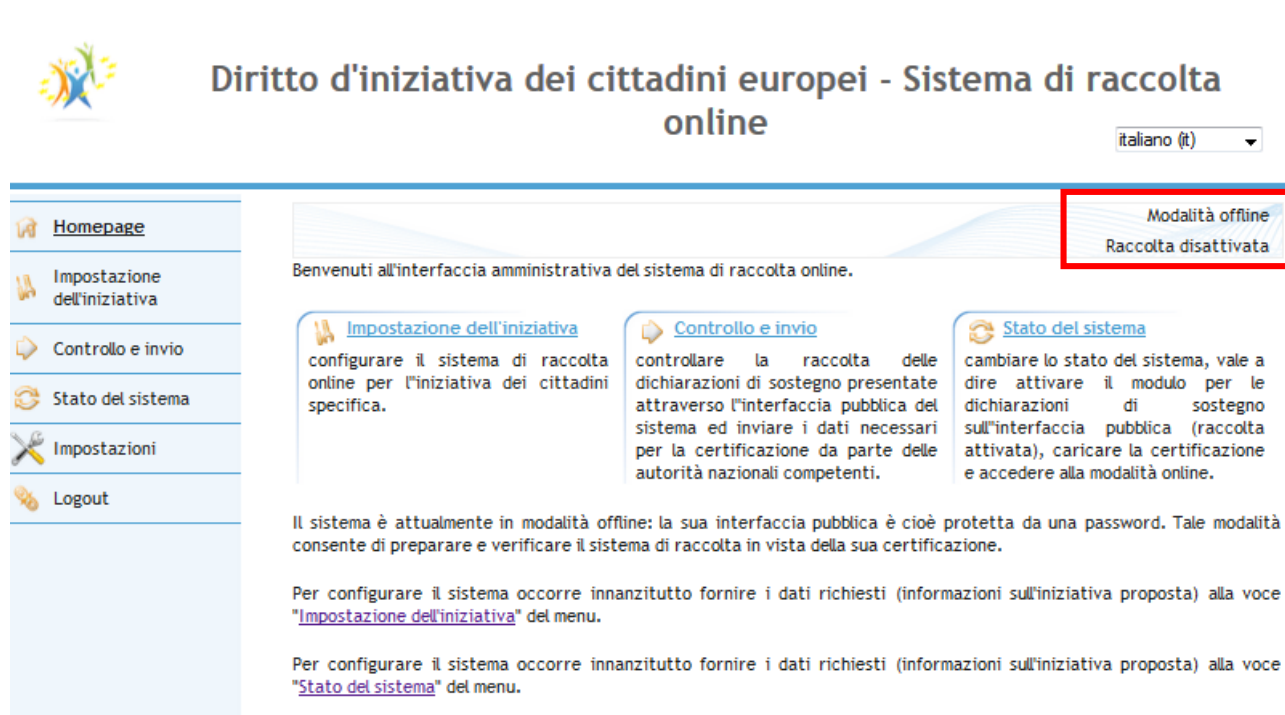 Diritto d'iniziativa dei cittadini europei - Sistema di raccolta
online
italiano (it)
Homepage
Impostazione
dell'iniziativa
Controllo e invio
Stato del sistema
Impostazioni
Logout
Modalità offline
Raccolta disattivata
Benvenuti all'interfaccia amministrativa del sistema di raccolta online.
Impostazione dell'iniziativa
configurare il sistema di raccolta
online per l"iniziativa dei cittadini
specifica.
Controllo e invio
controllare la raccolta delle
dichiarazioni di sostegno presentate
attraverso l"interfaccia pubblica del
sistema ed inviare i dati necessari
per la certificazione da parte delle
autorità nazionali competenti.
Stato del sistema
cambiare lo stato del sistema, vale a
dire attivare il modulo per le
dichiarazioni di sostegno
sull"interfaccia pubblica (raccolta
attivata), caricare la certificazione
e accedere alla modalità online.
Il sistema è attualmente in modalità offline: la sua interfaccia pubblica è cioè protetta da una password. Tale modalità
consente di preparare e verificare il sistema di raccolta in vista della sua certificazione.
Per configurare il sistema occorre innanzitutto fornire i dati richiesti (informazioni sull'iniziativa proposta) alla voce
"Impostazione dell'iniziativa" del menu.
Per configurare il sistema occorre innanzitutto fornire i dati richiesti (informazioni sull'iniziativa proposta) alla voce
"Stato del sistema" del menu.